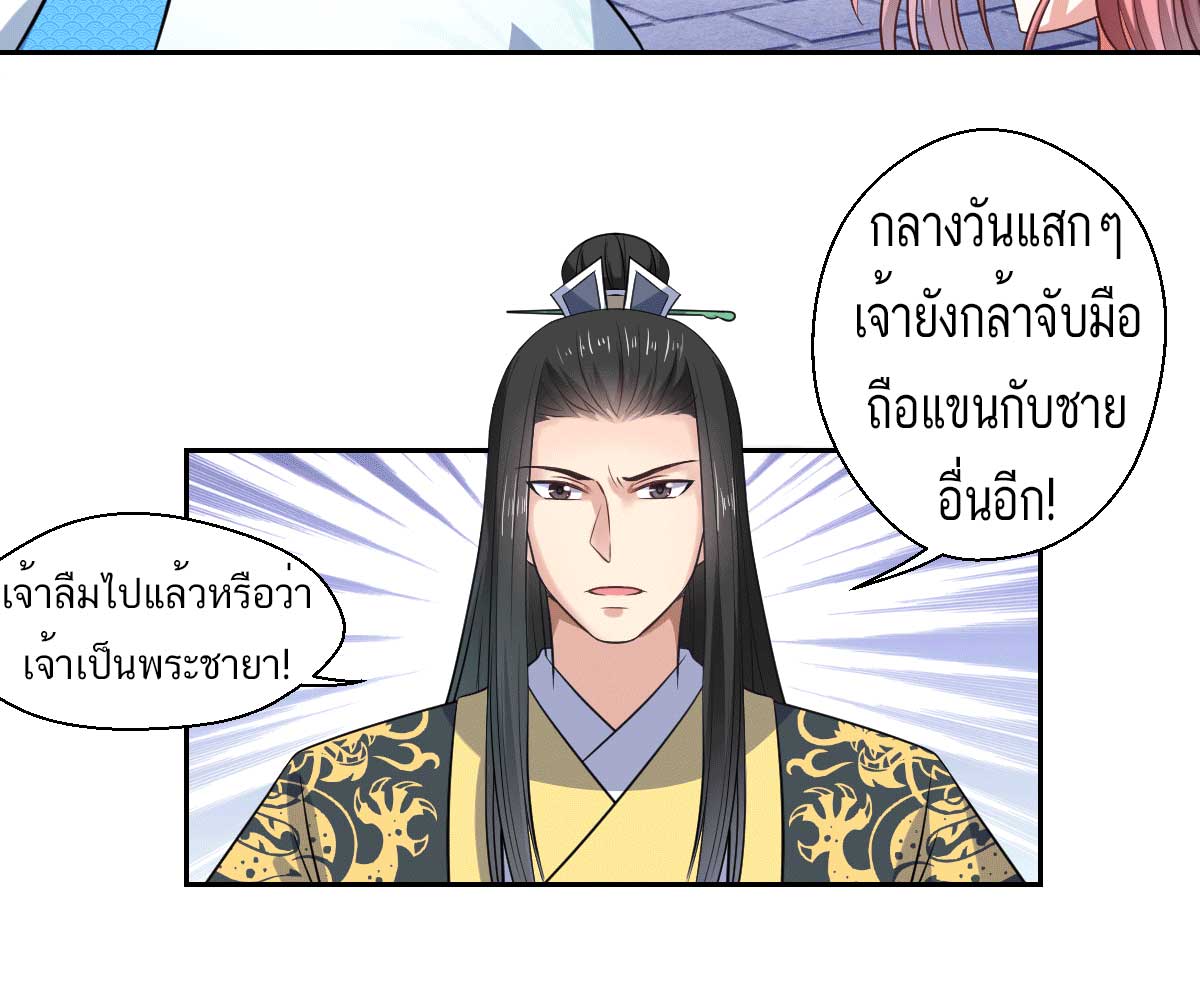 กลางวันแสกๆ
เจ้ายังกล้าจับมือ
ถือแขนกับชาย
อื่นอีก!
เจ้าลืมไปแล้วหรือว่า
เจ้าเป็นพระชายา!